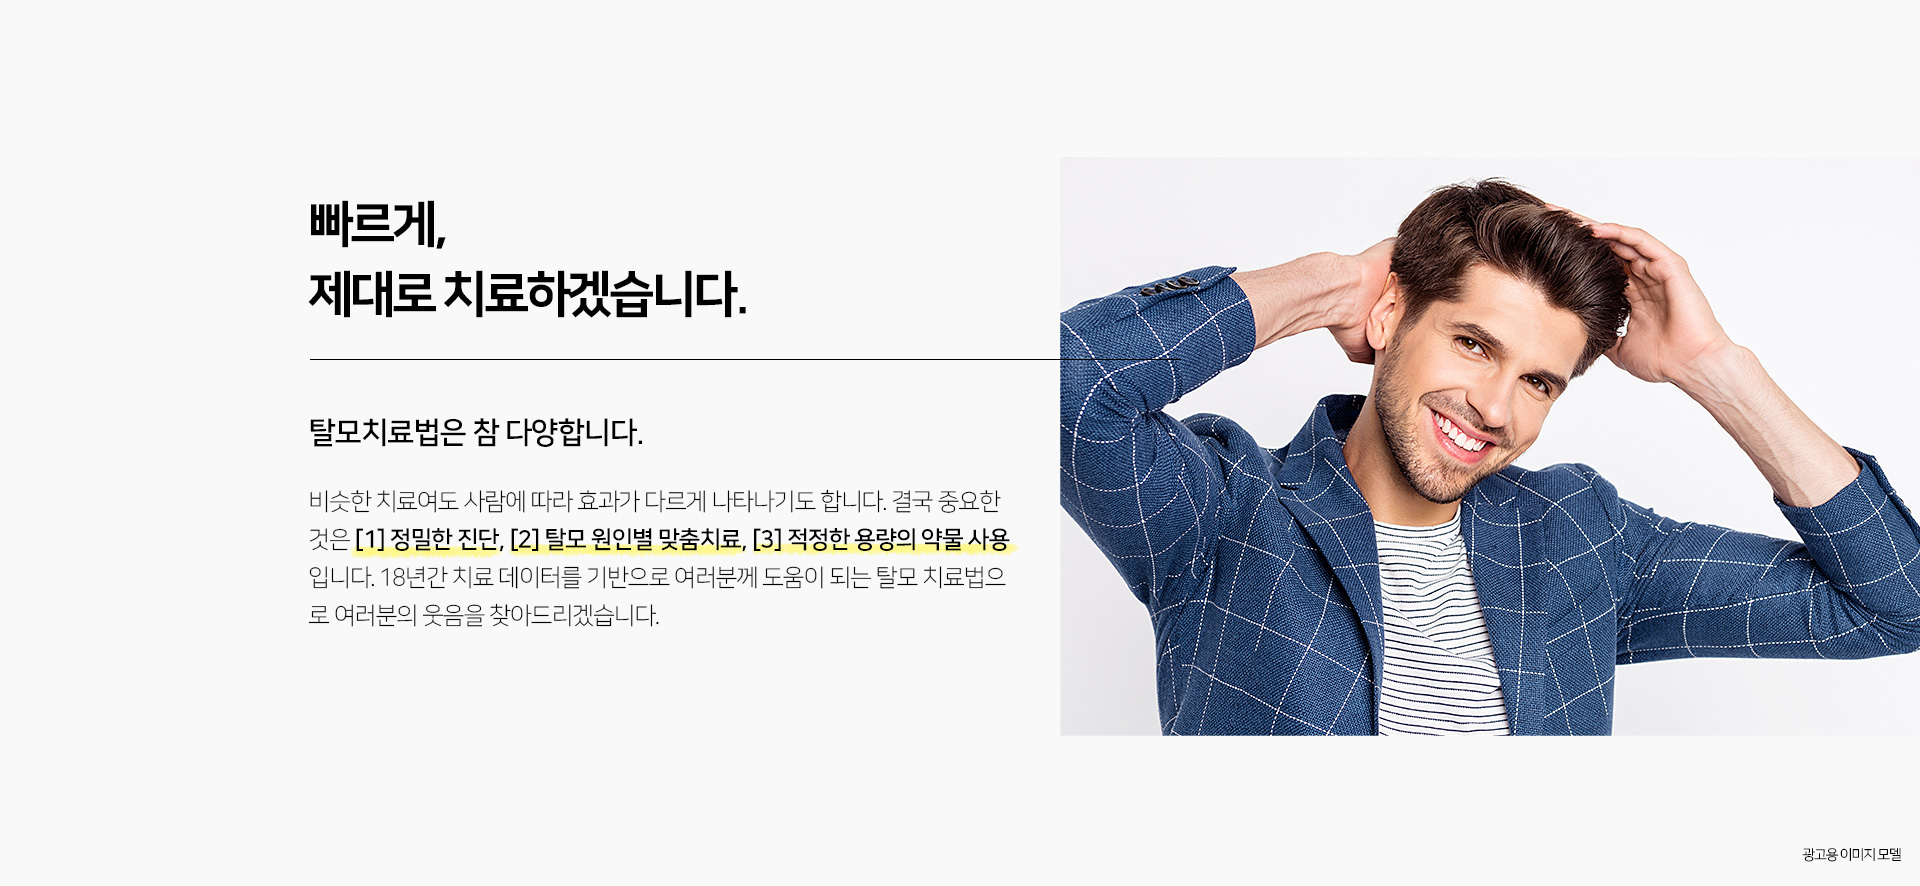 빠르게,
제대로 치료하겠습니다.
탈모치료법은 참 다양합니다.
비슷한 치료여도 사람에 따라 효과가 다르게 나타나기도 합니다. 결국 중요한
것은 [1] 정밀한 진단, [2] 탈모 원인별 맞춤치료, [3] 적정한 용량의 약물 사용
입니다. 18년간 치료 데이터를 기반으로 여러분께 도움이 되는 탈모 치료법으
로 여러분의 웃음을 찾아드리겠습니다.
광고용 이미지 모델